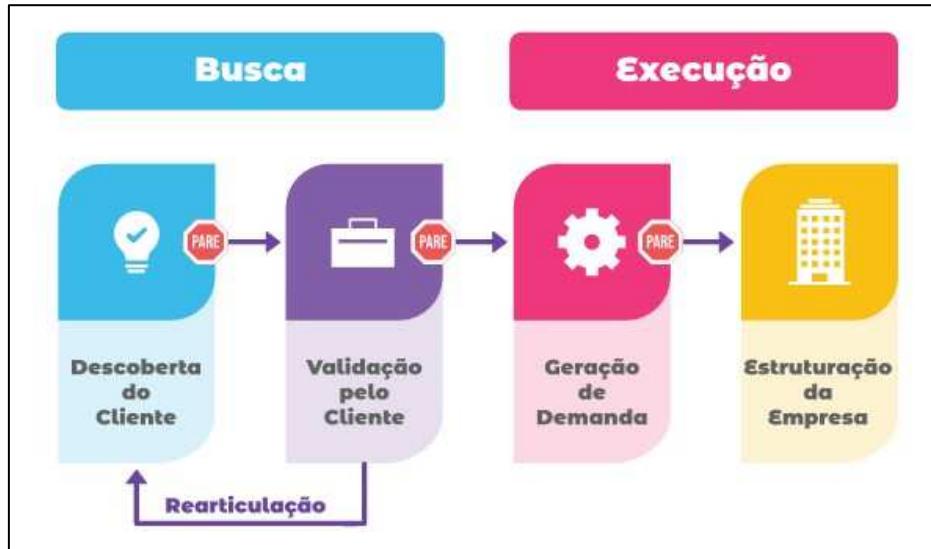 Busca
Execução
PARE
PARE
PARE
Descoberta
do
Cliente
Validação
pelo
Cliente
Geração
de
Demanda
Estruturação
da
Empresa
Rearticulação